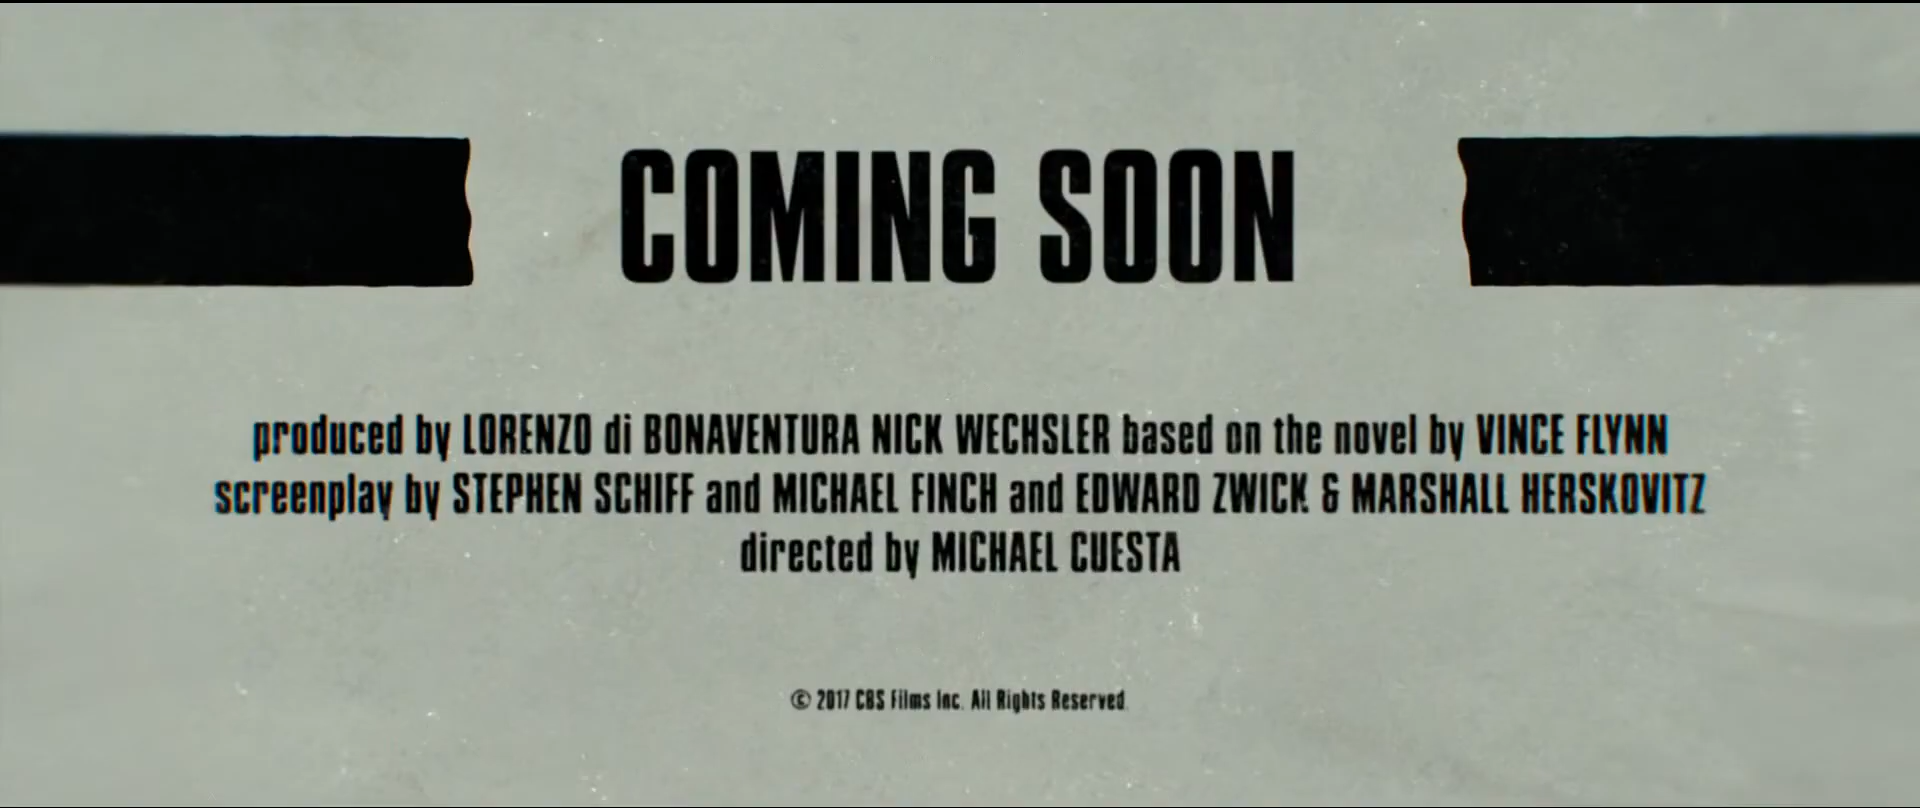 COMING SOON
produced by LORENZO di BONAVENTURA NICK WECHSLER based on the novel by VINCE FLYNN
screenplay by STEPHEN SCHIFF and MICHAEL FINCH and EDWARD ZWICK & MARSHALL HERSKOVITZ
directed by MICHAEL CUESTA
© 2017 CBS Films Inc. All Rights Reserved.